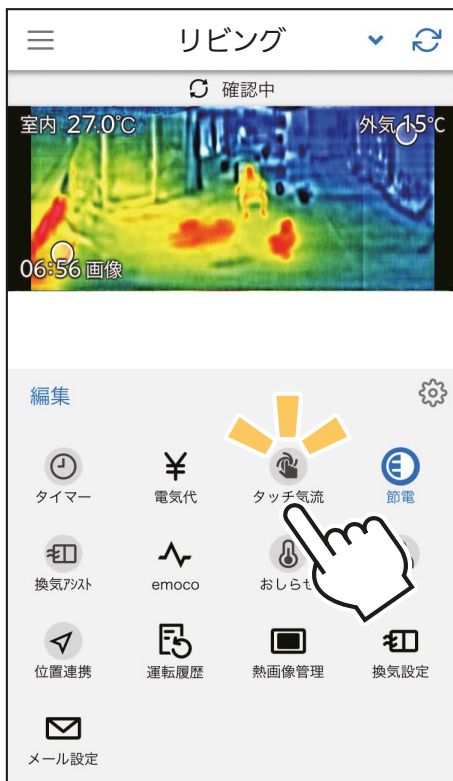 リビング
確認中
室内 27.0℃
外気 15℃
06:56 画像
編集
タイマー
電気代
タッチ気流
節電
換気アシスト
emoco
おしらせ
位置連携
運転履歴
熱画像管理
換気設定
メール設定